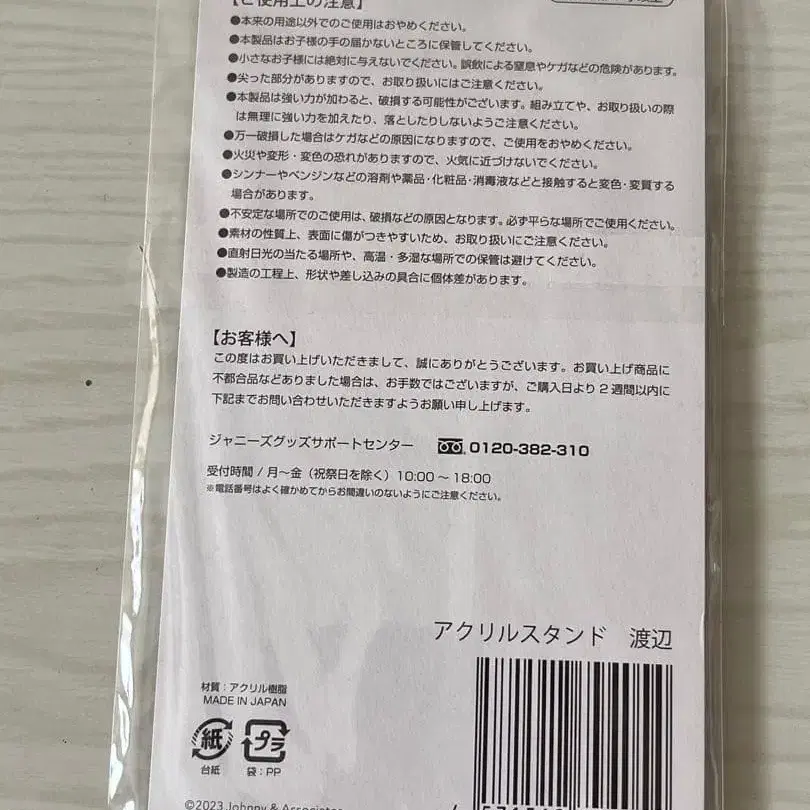 【ご使用上の注意】
●本来の用途以外でのご使用はおやめください。
●本製品はお子様の手の届かないところに保管してください。
●小さなお子様には絶対に与えないでください。誤飲による窒息やケガなどの危険があります。
●尖った部分がありますので、お取り扱いにはご注意ください。
●本製品は強い力が加わると、破損する可能性がございます。組み立てや、お取り扱いの際
は無理に強い力を加えたり、落としたりしないようご注意ください。
●万一破損した場合はケガなどの原因になりますので、ご使用をおやめください。
●火災や変形・変色の恐れがありますので、火気に近づけないでください。
●シンナーやベンジンなどの溶剤や薬品・化粧品・消毒液などと接触すると変色・変質する
場合があります。
●不安定な場所でのご使用は、破損などの原因となります。必ず平らな場所でご使用ください。
●素材の性質上、表面に傷がつきやすいため、お取り扱いにご注意ください。
●直射日光の当たる場所や、高温・多湿な場所での保管は避けてください。
●製造の工程上、形状や差し込みの具合に個体差があります。
【お客様へ】
この度はお買い上げいただきまして、誠にありがとうございます。お買い上げ商品に
不都合品などありました場合は、お手数ではございますが、ご購入日より2週間以内に
下記までお問い合わせいただきますようお願い申し上げます。
ジャニーズグッズサポートセンター 0120-382-310
受付時間 / 月〜金（祝祭日を除く）10:00 〜 18:00
※電話番号はよく確かめてからお間違いのないようにご注意ください。
アクリルスタンド 渡辺
材質：アクリル樹脂
MADE IN JAPAN
紙 プラ
台紙 袋：PP
©2023 Johnny & Associates